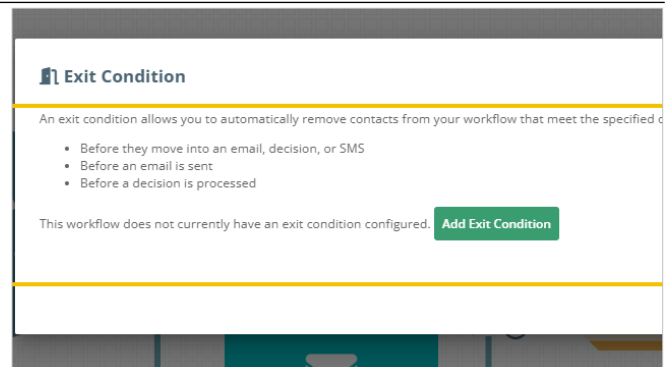 Exit Condition
An exit condition allows you to automatically remove contacts from your workflow that meet the specified
• Before they move into an email, decision, or SMS
• Before an email is sent
• Before a decision is processed
This workflow does not currently have an exit condition configured. Add Exit Condition